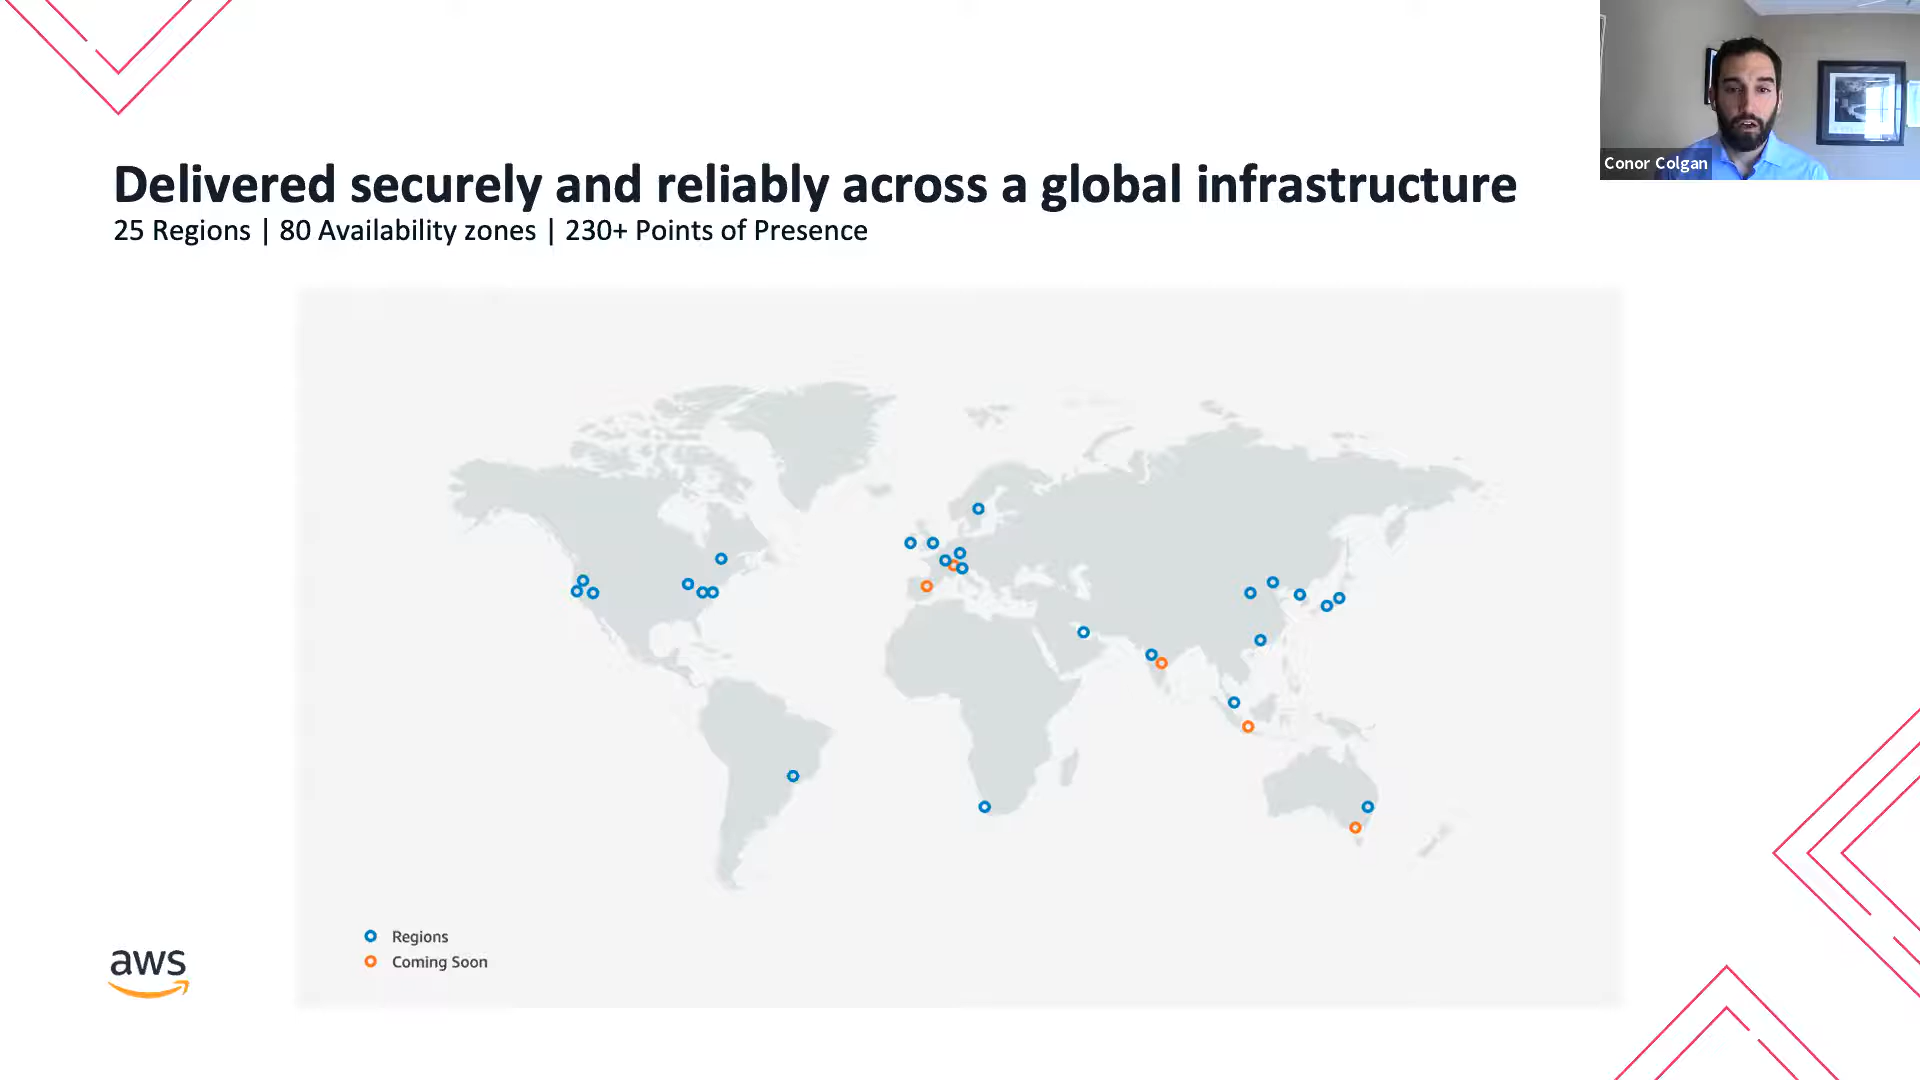 Conor Colgan
Delivered securely and reliably across a global infrastructure
25 Regions | 80 Availability zones | 230+ Points of Presence
Regions
Coming Soon
aws